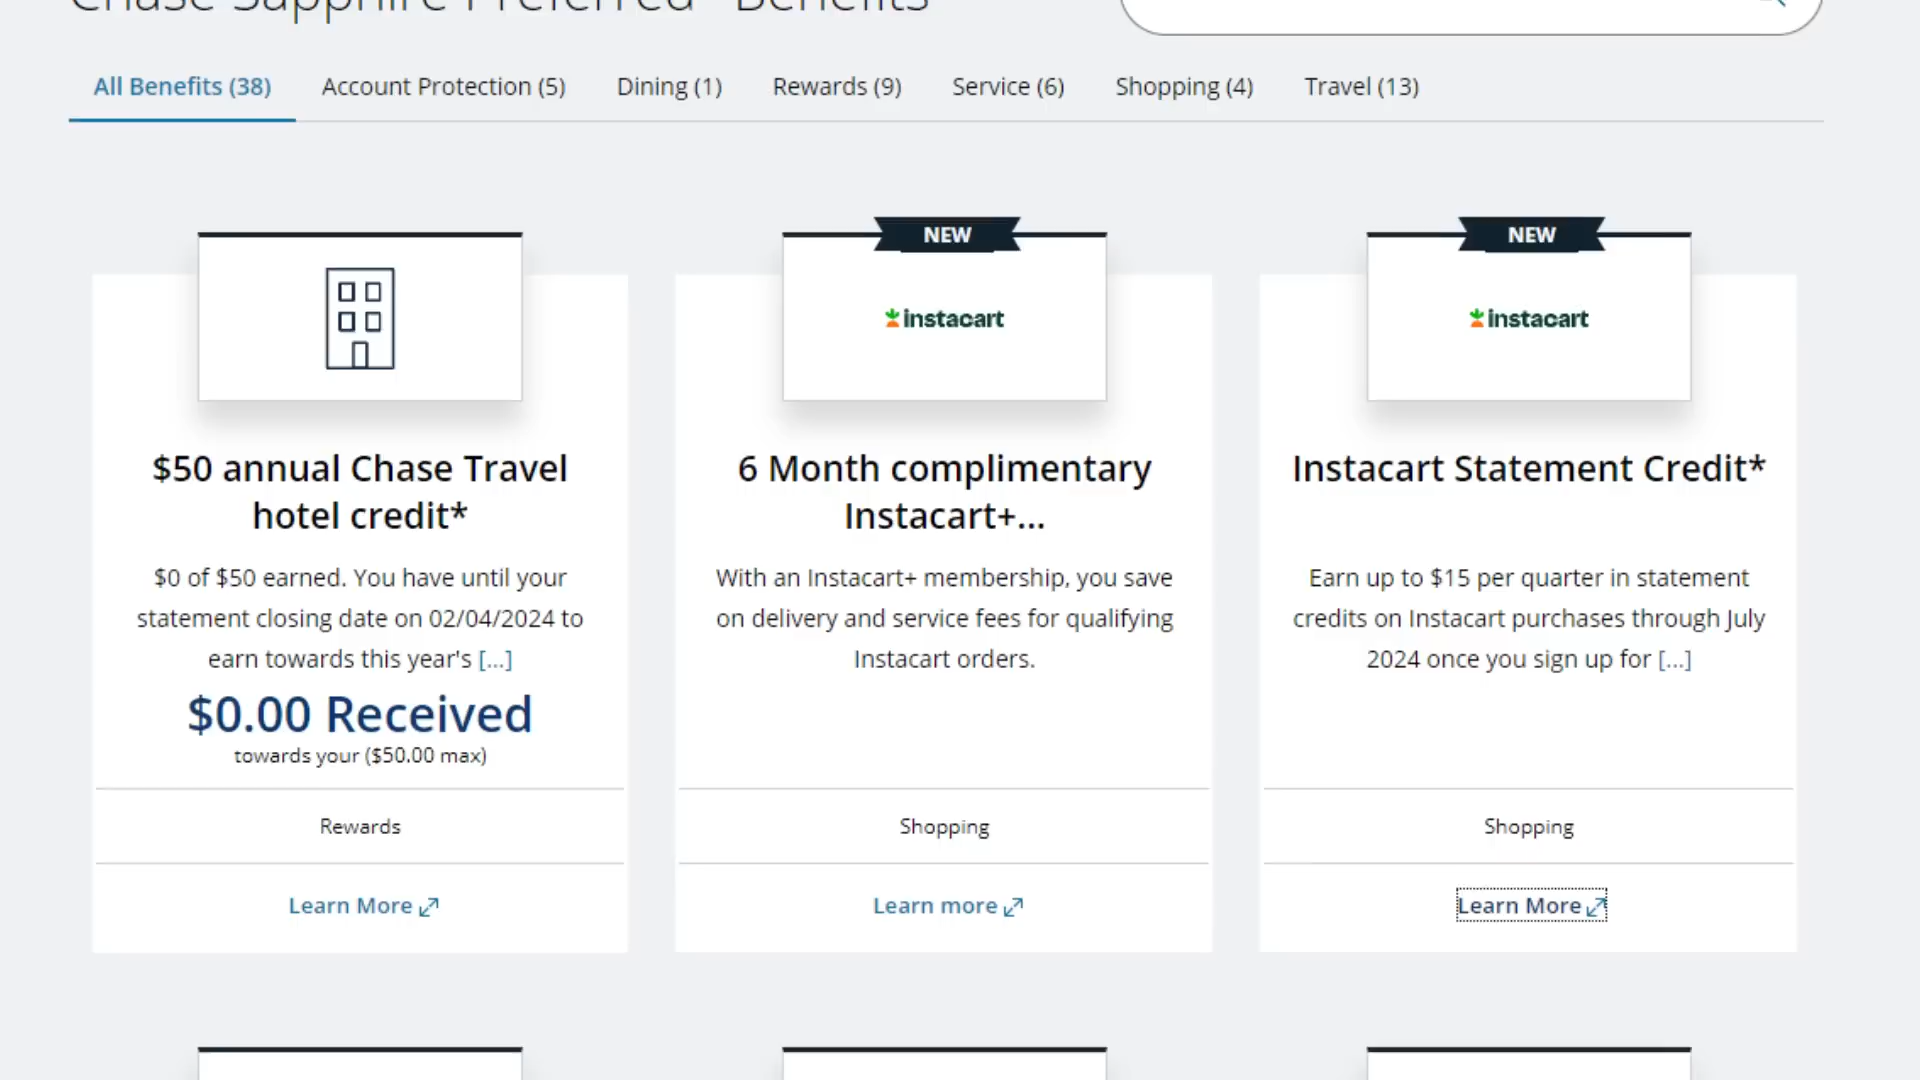 Chase Sapphire Preferred® Benefits
All Benefits (38) Account Protection (5) Dining (1) Rewards (9) Service (6) Shopping (4) Travel (13)
$50 annual Chase Travel
hotel credit*
$0 of $50 earned. You have until your
statement closing date on 02/04/2024 to
earn towards this year's [...]
$0.00 Received
towards your ($50.00 max)
Rewards
Learn More
NEW
instacart
6 Month complimentary
Instacart+...
With an Instacart+ membership, you save
on delivery and service fees for qualifying
Instacart orders.
Shopping
Learn more
NEW
instacart
Instacart Statement Credit*
Earn up to $15 per quarter in statement
credits on Instacart purchases through July
2024 once you sign up for [...]
Shopping
Learn More